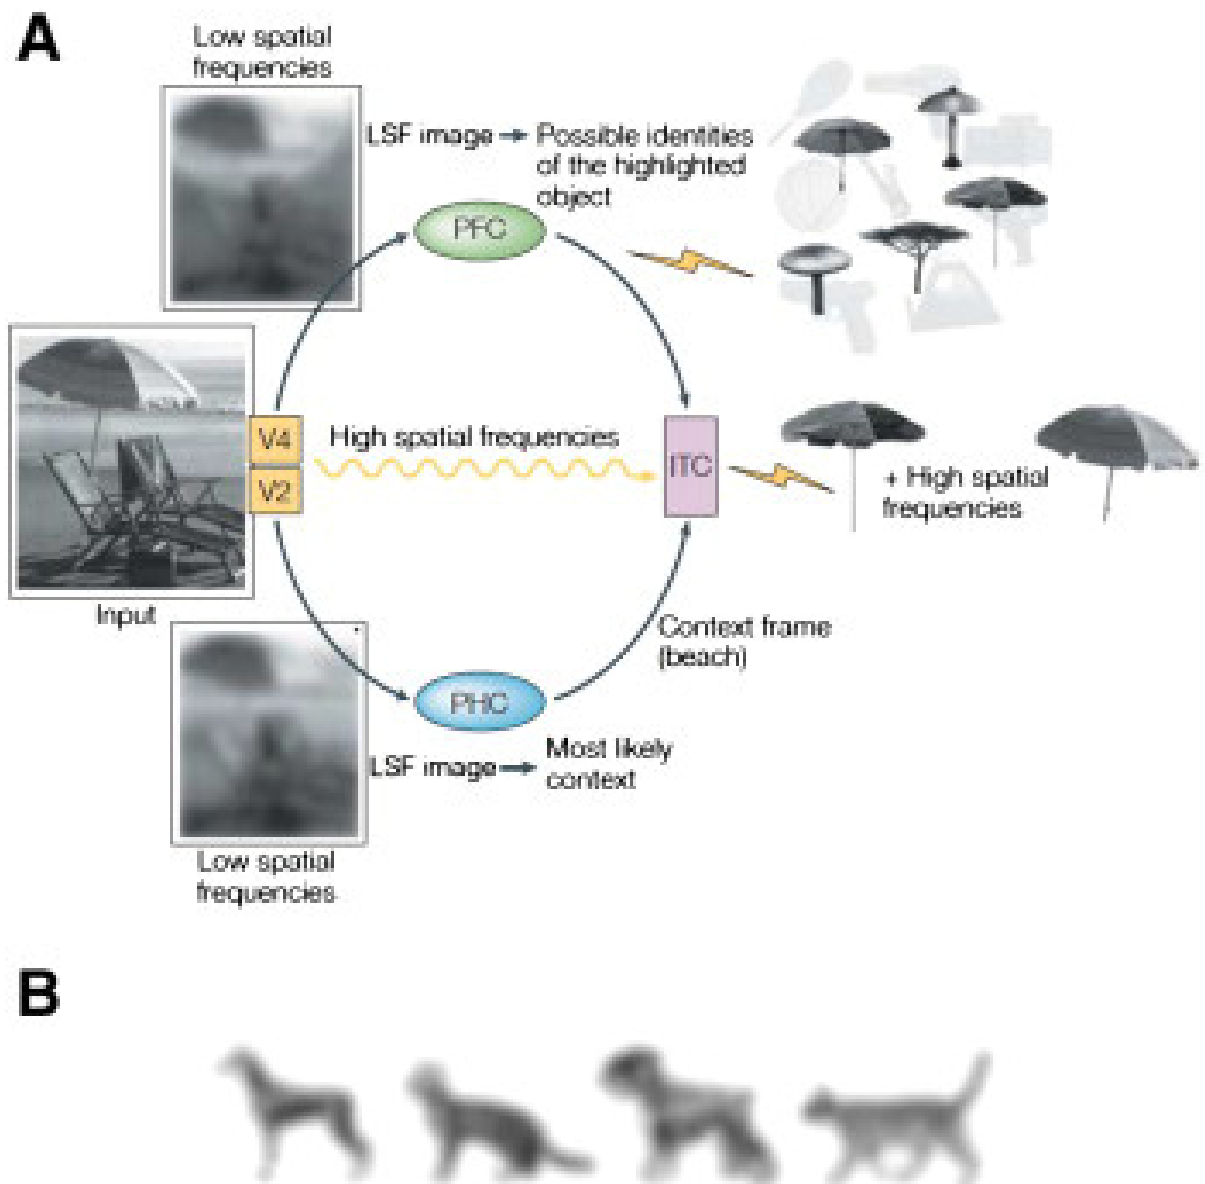 A
Low spatial
frequencies
LSF image
Possible identities
of the highlighted
object
PFC
V4
High spatial frequencies
ITC
V2
+ High spatial
frequencies
Input
Context frame
(beach)
PHC
LSF image
Most likely
context
Low spatial
frequencies
B